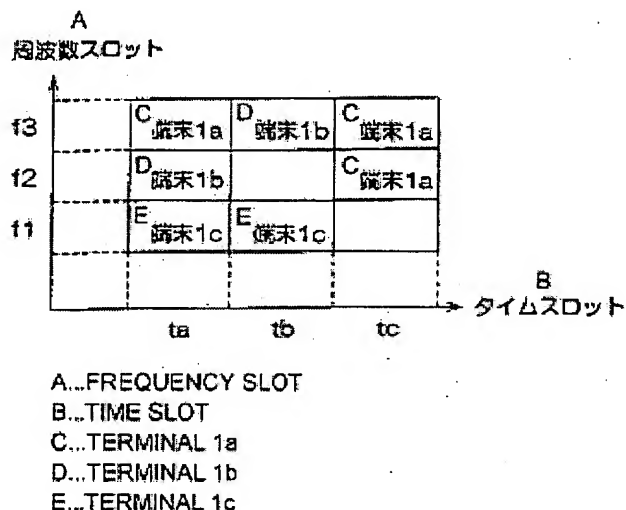 A
周波数スロット
f3 C 端末1a D 端末1b C 端末1a
f2 D 端末1b C 端末1a
f1 E 端末1c E 端末1c
B
タイムスロット
ta tb tc
A...FREQUENCY SLOT
B...TIME SLOT
C...TERMINAL 1a
D...TERMINAL 1b
E...TERMINAL 1c